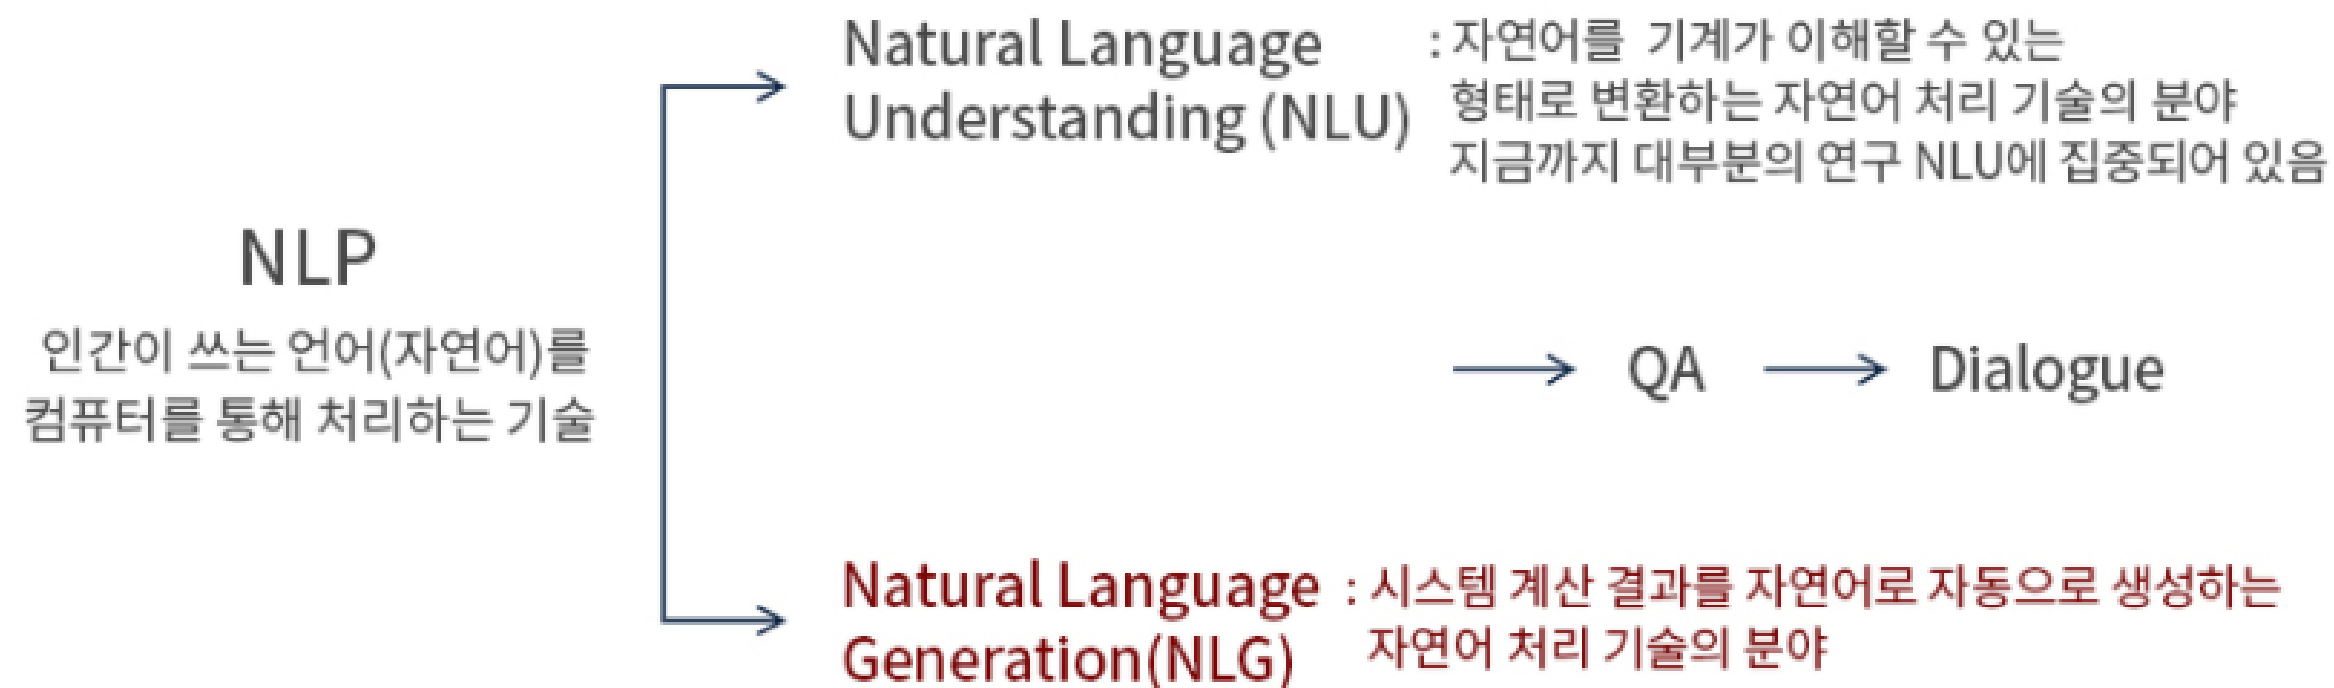 NLP
인간이 쓰는 언어(자연어)를
컴퓨터를 통해 처리하는 기술
Natural Language
Understanding (NLU)
: 자연어를 기계가 이해할 수 있는
형태로 변환하는 자연어 처리 기술의 분야
지금까지 대부분의 연구 NLU에 집중되어 있음
QA
Dialogue
Natural Language
Generation(NLG)
: 시스템 계산 결과를 자연어로 자동으로 생성하는
자연어 처리 기술의 분야